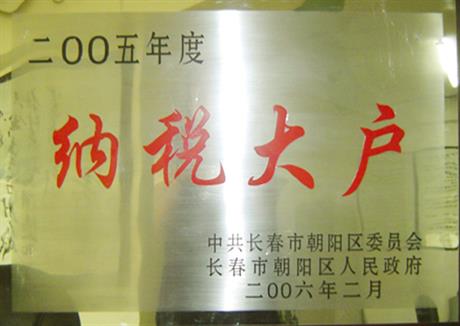 二OO五年度
纳税大户
中共长春市朝阳区委员会
长春市朝阳区人民政府
二OO六年二月